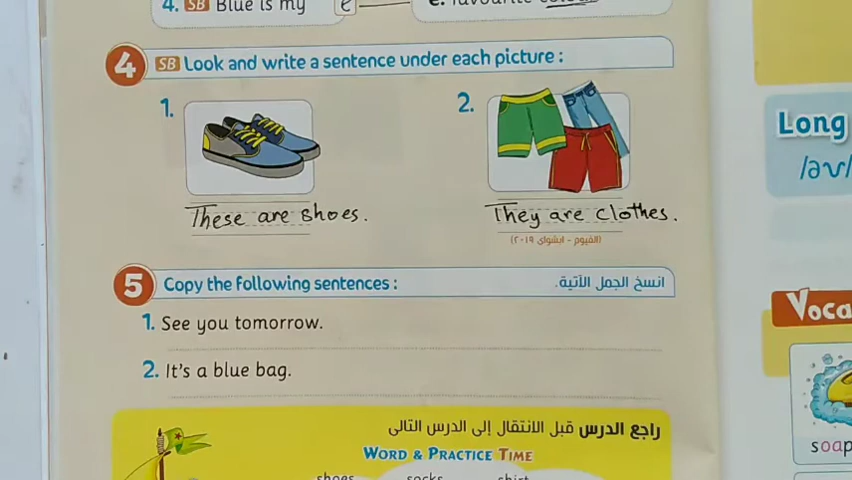 4. SB Blue is my e
4 SB Look and write a sentence under each picture :
1.
2.
These are shoes.
They are clothes.
(الفيوم - ابشواى ٢٠١٩)
5 Copy the following sentences : انسخ الجمل الآتية.
1. See you tomorrow.
2. It's a blue bag.
راجع الدرس قبل الانتقال إلى الدرس التالى
WORD & PRACTICE TIME
shoes socks shirt
Long
/əʊ/
Voca
soap